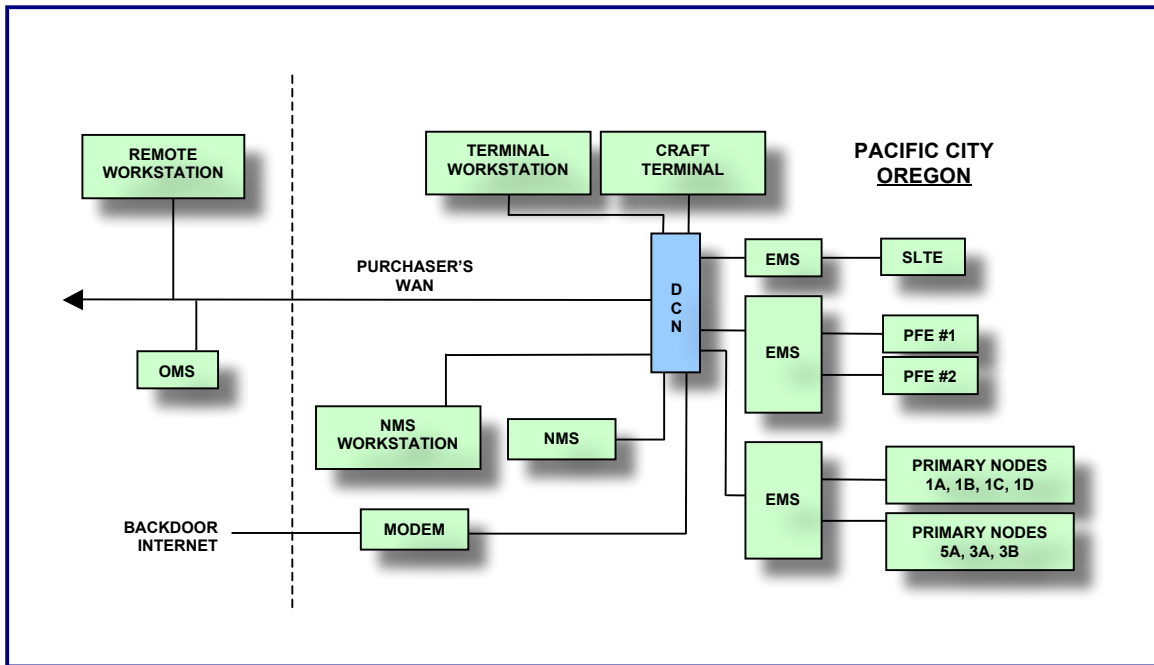 REMOTE
WORKSTATION
TERMINAL
WORKSTATION
CRAFT
TERMINAL
PACIFIC CITY
OREGON
EMS
SLTE
PURCHASER'S
WAN
D
C
N
EMS
PFE #1
PFE #2
OMS
NMS
WORKSTATION
NMS
EMS
PRIMARY NODES
1A, 1B, 1C, 1D
PRIMARY NODES
5A, 3A, 3B
BACKDOOR
INTERNET
MODEM